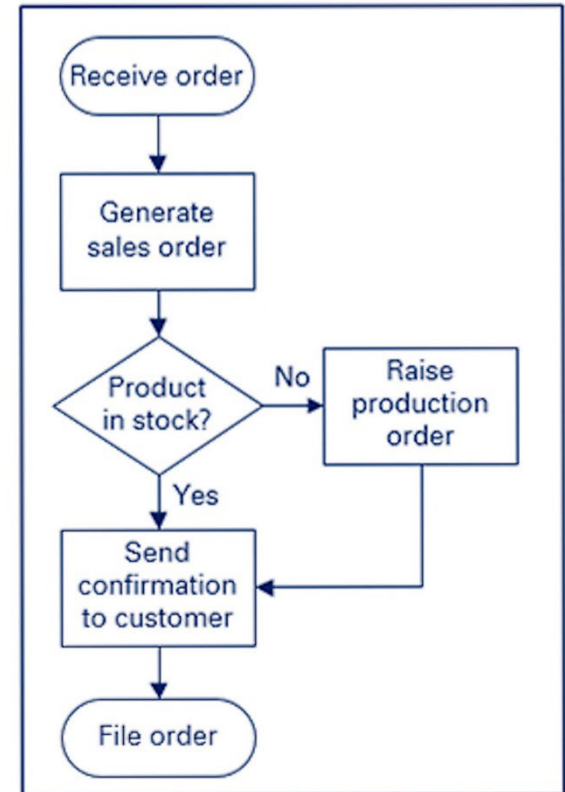 Receive order
Generate
sales order
Product
in stock?
No
Raise
production
order
Yes
Send
confirmation
to customer
File order